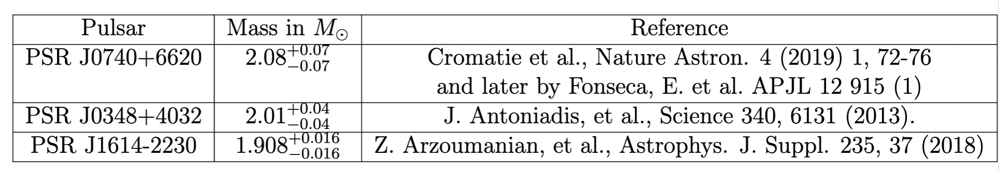 Pulsar Mass in M⊙ Reference
PSR J0740+6620 2.08+0.07−0.07 Cromatie et al., Nature Astron. 4 (2019) 1, 72-76
and later by Fonseca, E. et al. APJL 12 915 (1)
PSR J0348+4032 2.01+0.04−0.04 J. Antoniadis, et al., Science 340, 6131 (2013).
PSR J1614-2230 1.908+0.016−0.016 Z. Arzoumanian, et al., Astrophys. J. Suppl. 235, 37 (2018)